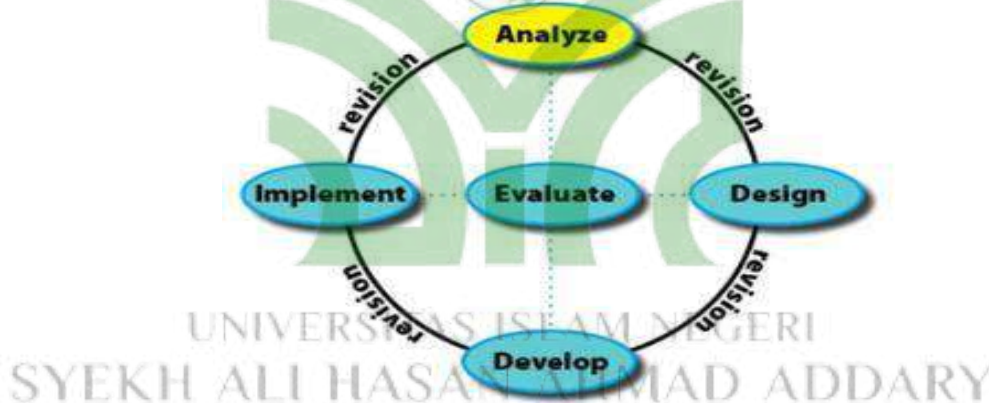 Analyze
revision revision
Implement Evaluate Design
revision revision
UNIVERSITAS ISLAM NEGERI
Develop
SYEKH ALI HASAN AHMAD ADDARY